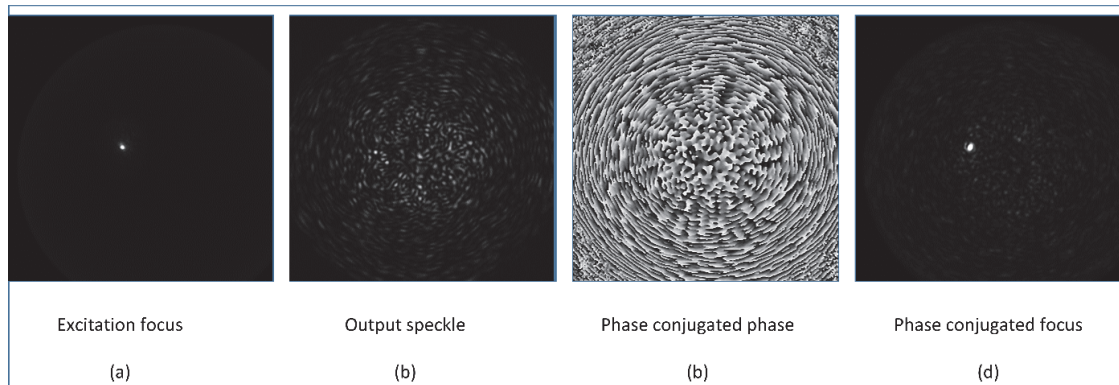 Excitation focus Output speckle Phase conjugated phase Phase conjugated focus
(a) (b) (b) (d)